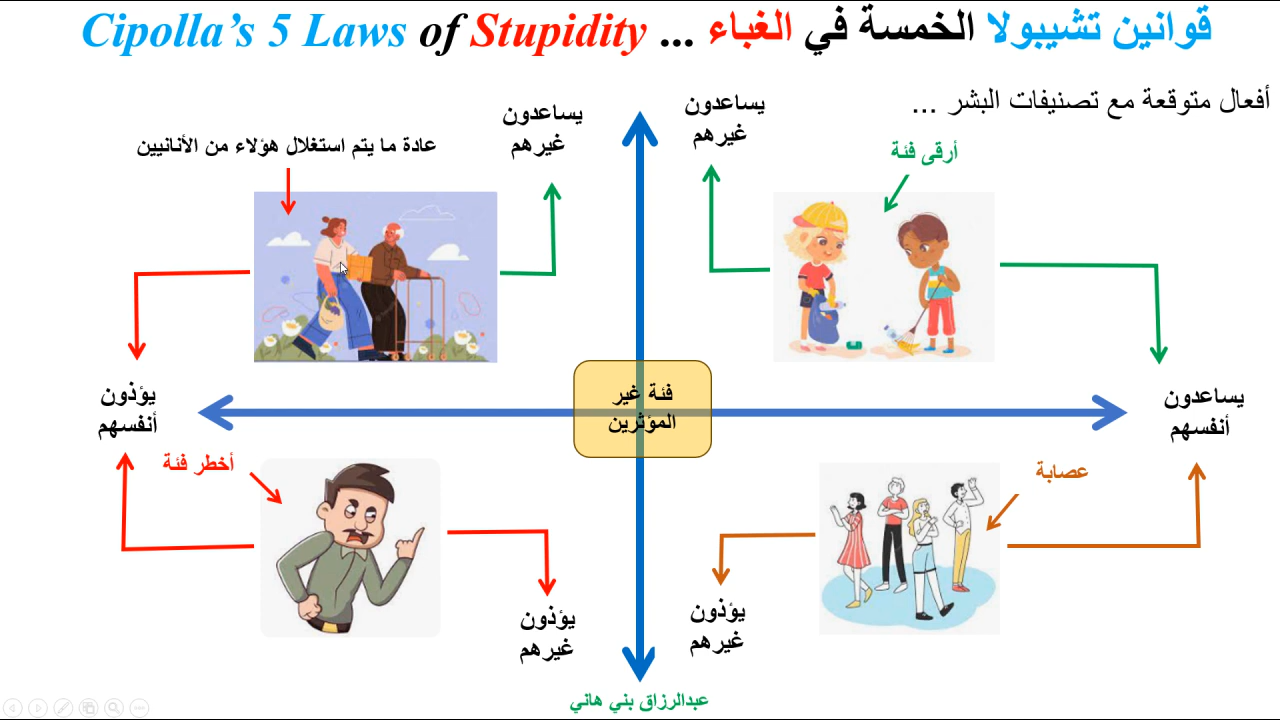 قوانين تشيبولا الخمسة في الغباء ... Cipolla's 5 Laws of Stupidity
أفعال متوقعة مع تصنيفات البشر ...
يساعدون
غيرهم
أرقى فئة
يساعدون
غيرهم
عادة ما يتم استغلال هؤلاء من الأنانيين
يساعدون
أنفسهم
فئة غير
المؤثرين
يؤذون
أنفسهم
عصابة
أخطر فئة
يؤذون
غيرهم
يؤذون
غيرهم
عبدالرزاق بني هاني